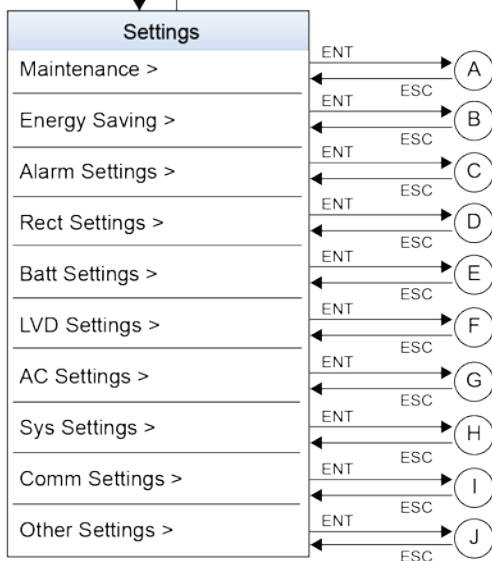 Settings
Maintenance >
ENT
A
ESC
Energy Saving >
ENT
B
ESC
Alarm Settings >
ENT
C
ESC
Rect Settings >
ENT
D
ESC
Batt Settings >
ENT
E
ESC
LVD Settings >
ENT
F
ESC
AC Settings >
ENT
G
ESC
Sys Settings >
ENT
H
ESC
Comm Settings >
ENT
I
ESC
Other Settings >
ENT
J
ESC